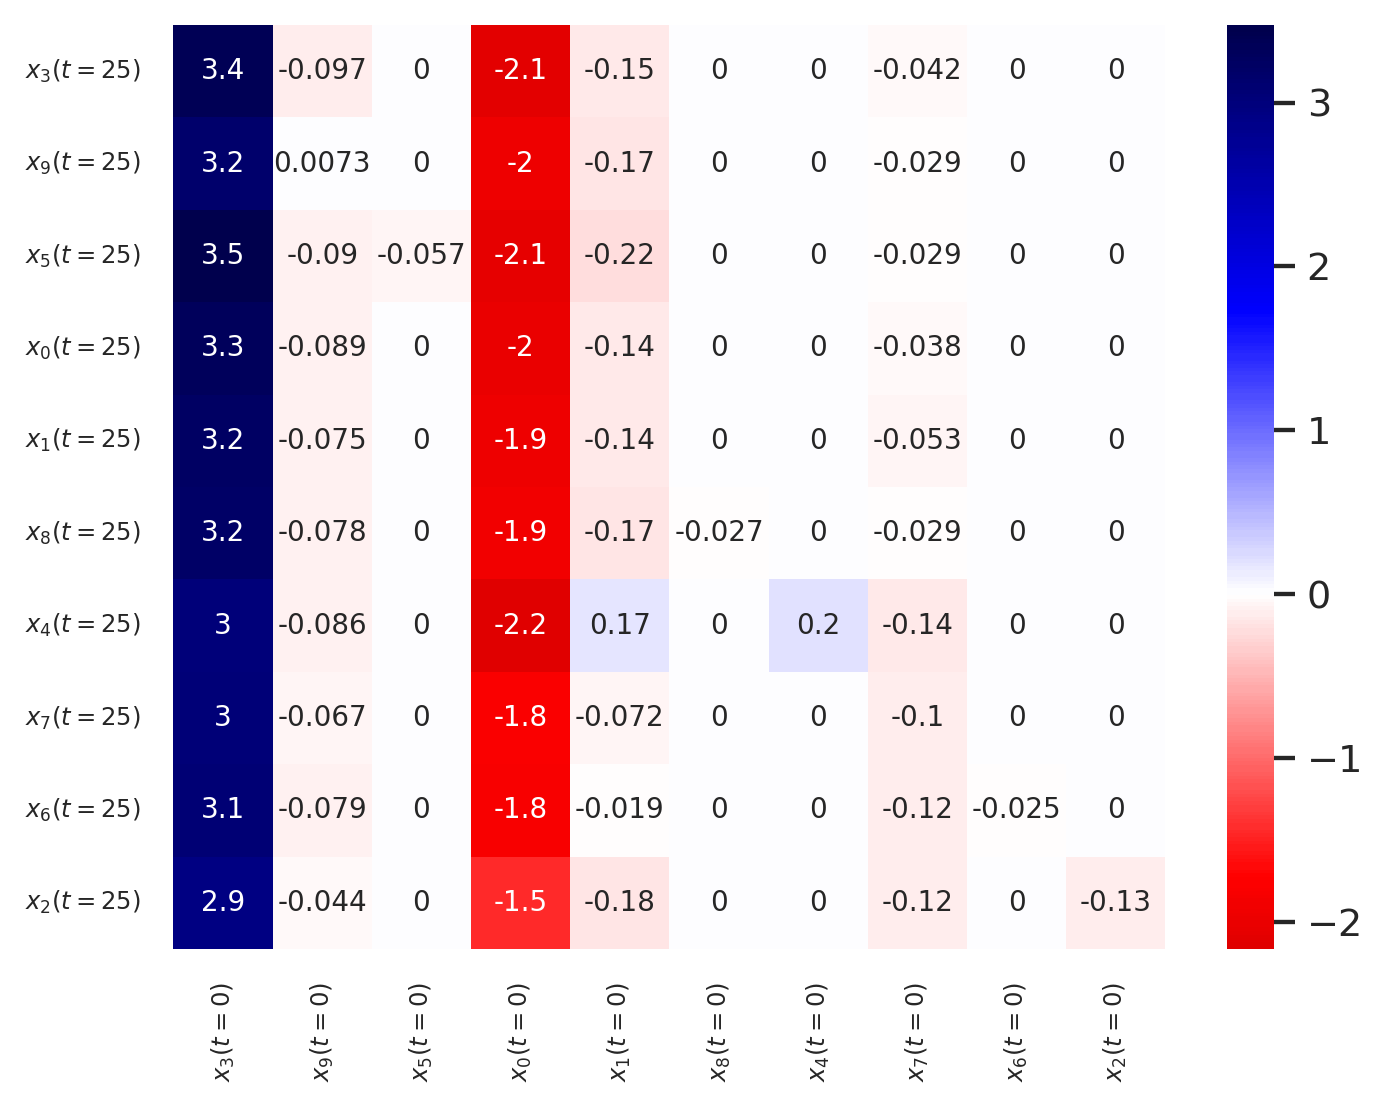 x₃(t = 25) 3.4 -0.097 0 -2.1 -0.15 0 0 -0.042 0 0
x₉(t = 25) 3.2 0.0073 0 -2 -0.17 0 0 -0.029 0 0
x₅(t = 25) 3.5 -0.09 -0.057 -2.1 -0.22 0 0 -0.029 0 0
x₀(t = 25) 3.3 -0.089 0 -2 -0.14 0 0 -0.038 0 0
x₁(t = 25) 3.2 -0.075 0 -1.9 -0.14 0 0 -0.053 0 0
x₈(t = 25) 3.2 -0.078 0 -1.9 -0.17 -0.027 0 -0.029 0 0
x₄(t = 25) 3 -0.086 0 -2.2 0.17 0 0.2 -0.14 0 0
x₇(t = 25) 3 -0.067 0 -1.8 -0.072 0 0 -0.1 0 0
x₆(t = 25) 3.1 -0.079 0 -1.8 -0.019 0 0 -0.12 -0.025 0
x₂(t = 25) 2.9 -0.044 0 -1.5 -0.18 0 0 -0.12 0 -0.13
x₃(t = 0) x₉(t = 0) x₅(t = 0) x₀(t = 0) x₁(t = 0) x₈(t = 0) x₄(t = 0) x₇(t = 0) x₆(t = 0) x₂(t = 0)
3
2
1
0
−1
−2